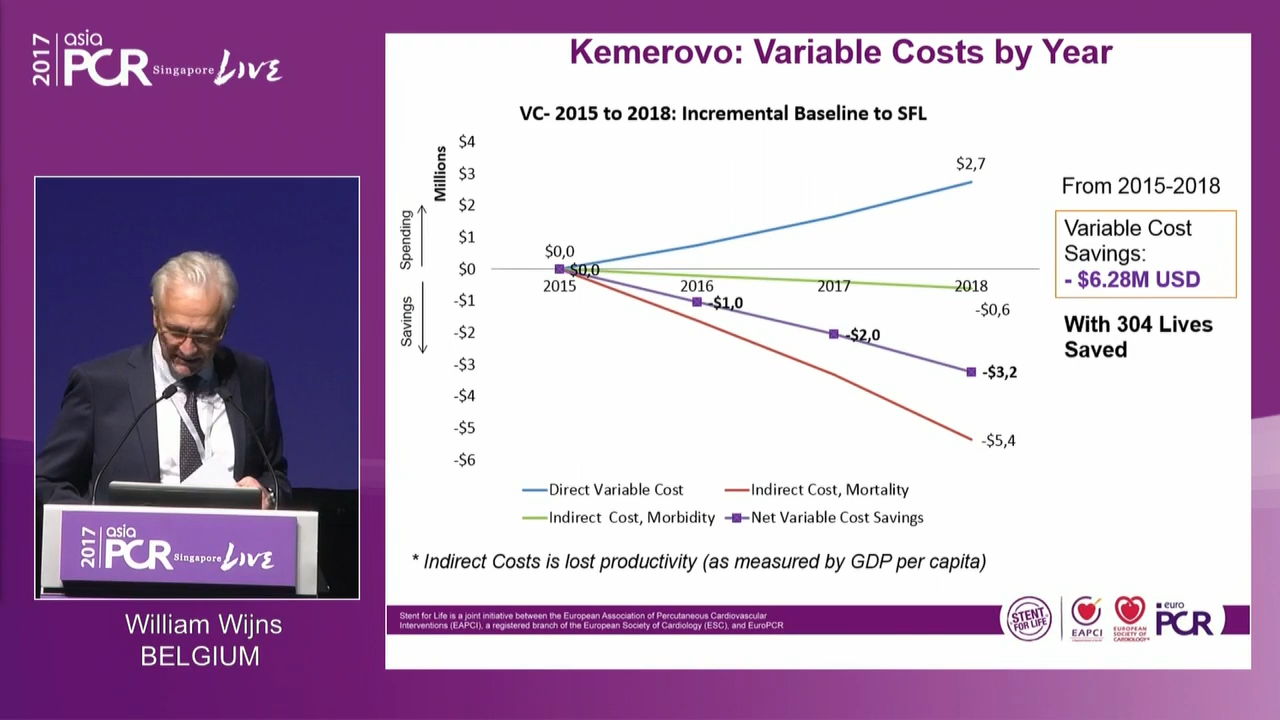 2017
asia
PCR Singapore LIVE
William Wijns
BELGIUM
2017
asia
PCR Singapore LIVE
Kemerovo: Variable Costs by Year
VC- 2015 to 2018: Incremental Baseline to SFL
Millions
Spending
Savings
$4
$3
$2
$1
$0
-$1
-$2
-$3
-$4
-$5
-$6
$0,0
$0,0
2015
2016
2017
2018
$2,7
-$0,6
-$1,0
-$2,0
-$3,2
-$5,4
Direct Variable Cost
Indirect Cost, Mortality
Indirect Cost, Morbidity
Net Variable Cost Savings
From 2015-2018
Variable Cost
Savings:
- $6.28M USD
With 304 Lives
Saved
* Indirect Costs is lost productivity (as measured by GDP per capita)
Stent for Life is a joint initiative between the European Association of Percutaneous Cardiovascular
Interventions (EAPCI), a registered branch of the European Society of Cardiology (ESC), and EuroPCR
STENT
FOR LIFE
EAPCI
EUROPEAN
SOCIETY OF
CARDIOLOGY®
euro
PCR